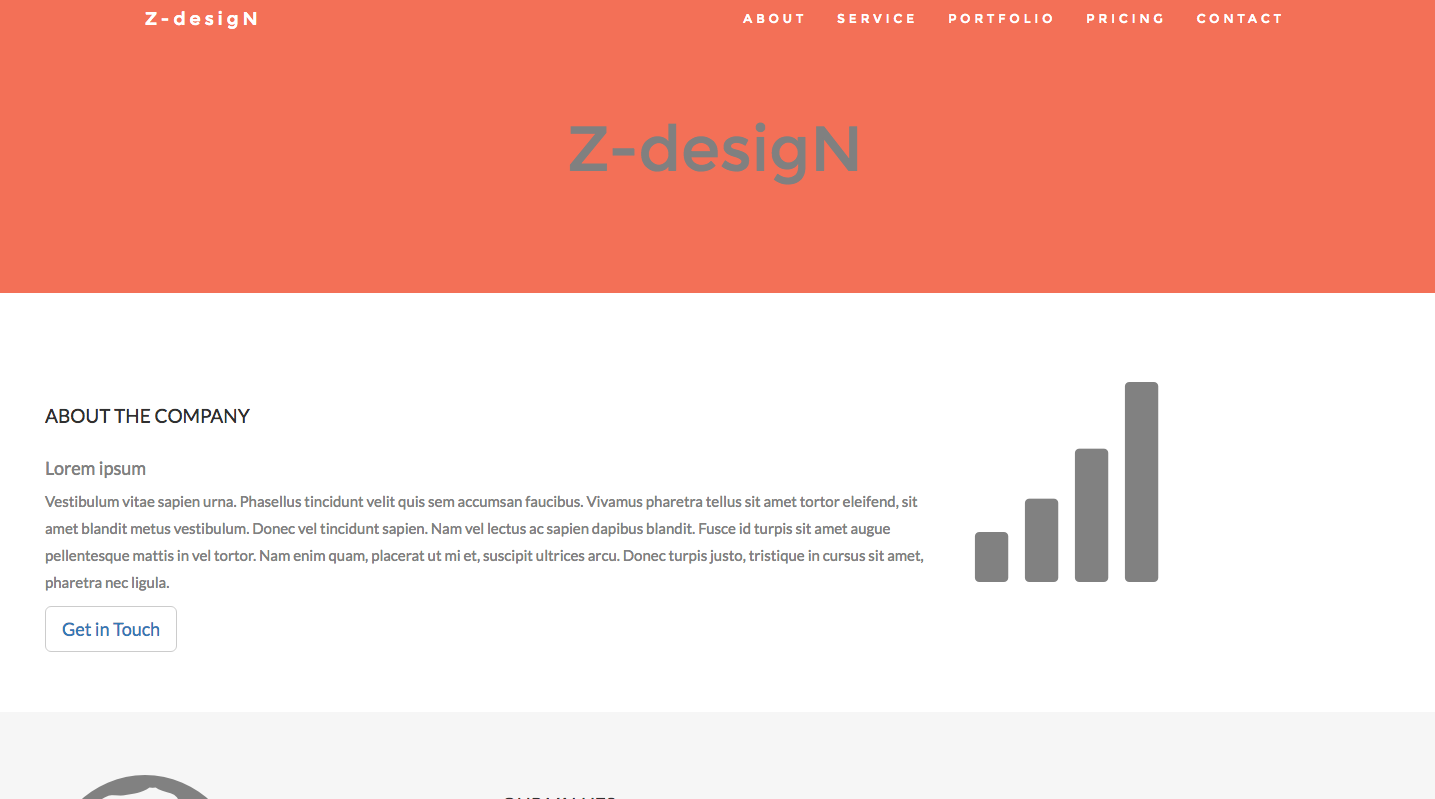 Z-desigN
ABOUT SERVICE PORTFOLIO PRICING CONTACT
Z-desigN
ABOUT THE COMPANY
Lorem ipsum
Vestibulum vitae sapien urna. Phasellus tincidunt velit quis sem accumsan faucibus. Vivamus pharetra tellus sit amet tortor eleifend, sit
amet blandit metus vestibulum. Donec vel tincidunt sapien. Nam vel lectus ac sapien dapibus blandit. Fusce id turpis sit amet augue
pellentesque mattis in vel tortor. Nam enim quam, placerat ut mi et, suscipit ultrices arcu. Donec turpis justo, tristique in cursus sit amet,
pharetra nec ligula.
Get in Touch